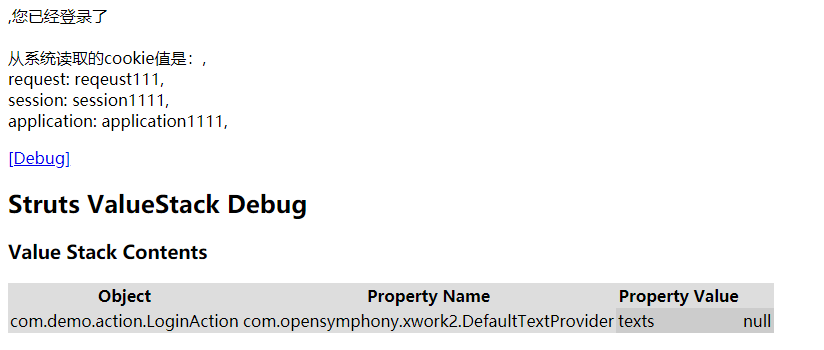 ,您已经登录了
从系统读取的cookie值是：,
request: reqeust111,
session: session1111,
application: application1111,
[Debug]
Struts ValueStack Debug
Value Stack Contents
Object Property Name Property Value
com.demo.action.LoginAction com.opensymphony.xwork2.DefaultTextProvider texts null